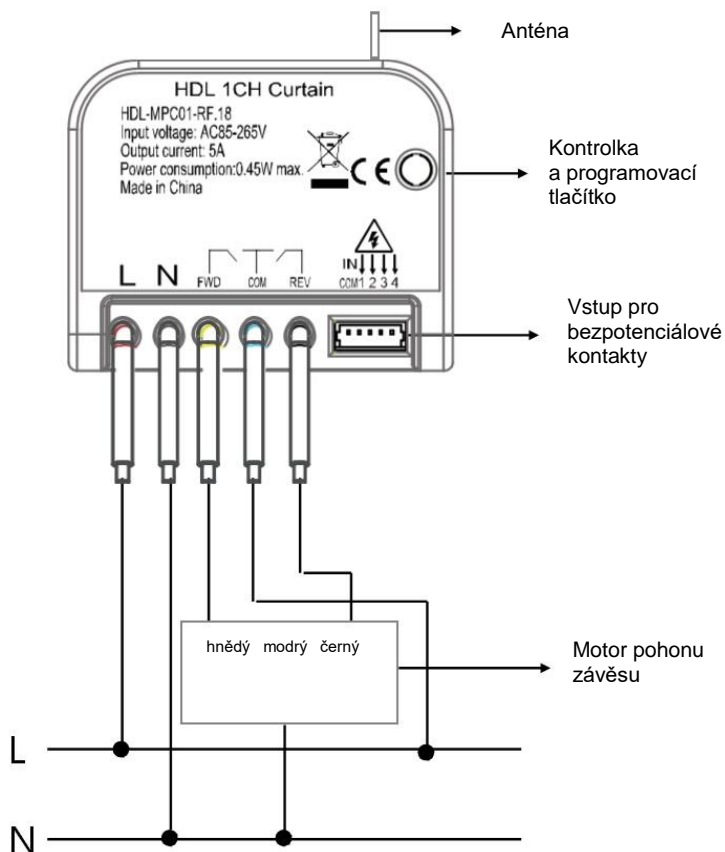 Anténa
HDL 1CH Curtain
HDL-MPC01-RF.18
Input voltage: AC85-265V
Output current: 5A
Power consumption:0.45W max.
Made in China
CE
Kontrolka
a programovací
tlačítko
L N FWD COM REV
IN
COM1 2 3 4
Vstup pro
bezpotenciálové
kontakty
hnědý modrý černý
Motor pohonu
závěsu
L
N